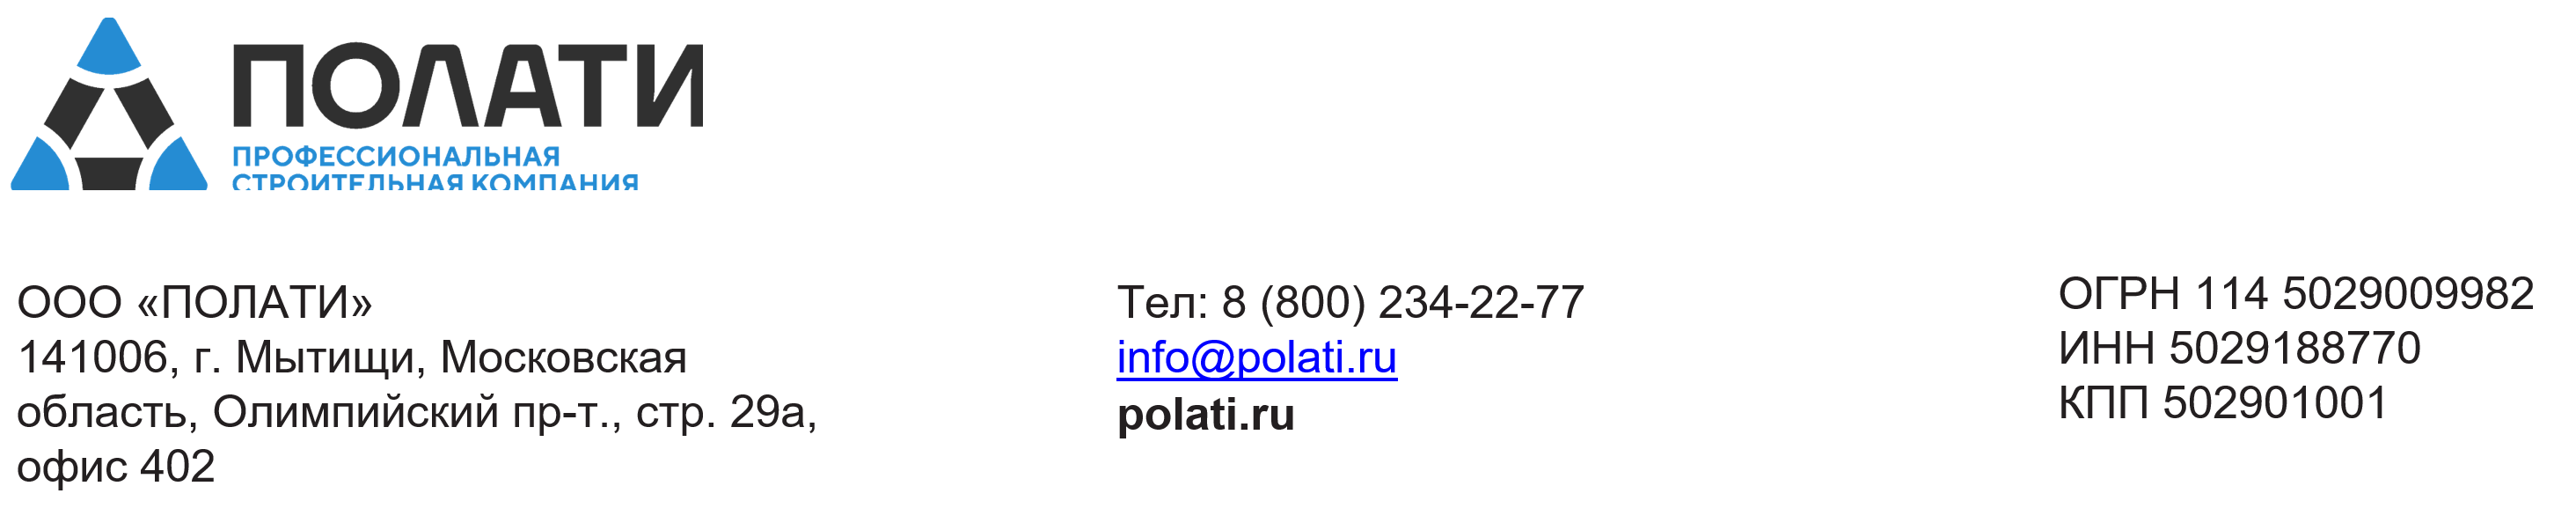 ПОЛАТИ
ПРОФЕССИОНАЛЬНАЯ
СТРОИТЕЛЬНАЯ КОМПАНИЯ
ООО «ПОЛАТИ»
141006, г. Мытищи, Московская
область, Олимпийский пр-т., стр. 29а,
офис 402
Тел: 8 (800) 234-22-77
info@polati.ru
polati.ru
ОГРН 114 5029009982
ИНН 5029188770
КПП 502901001